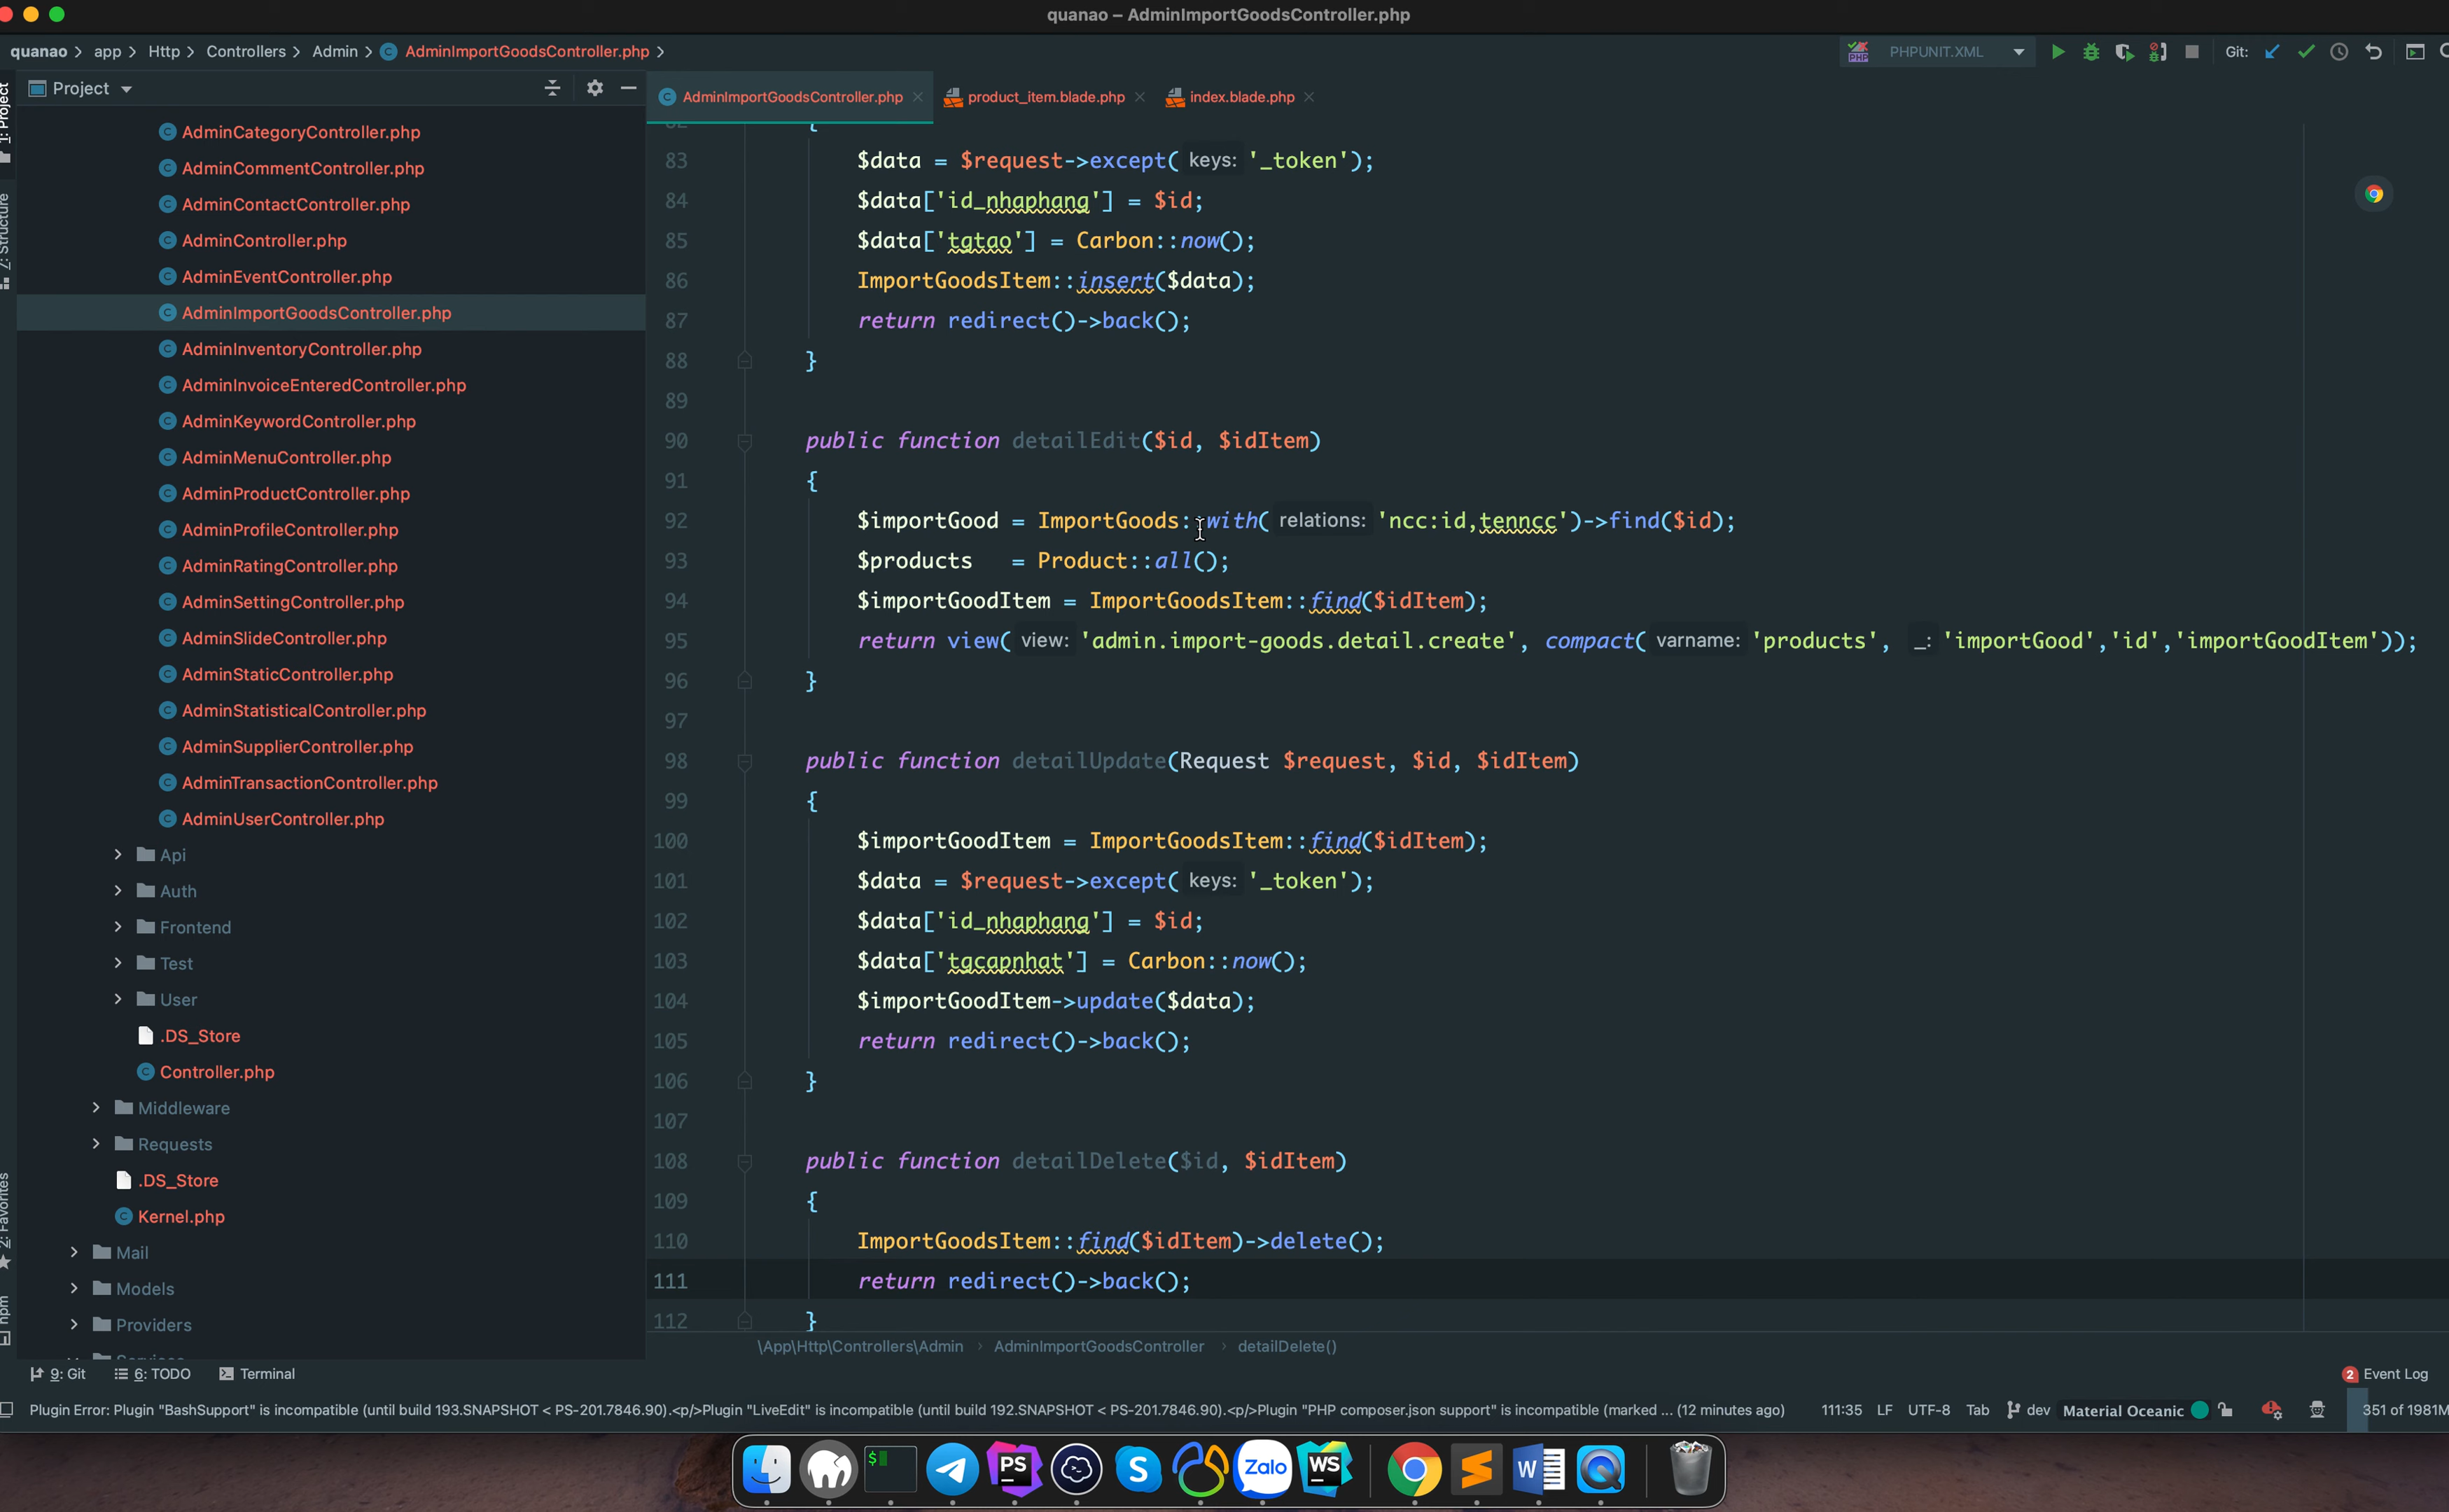 quanao – AdminImportGoodsController.php
quanao > app > Http > Controllers > Admin > AdminImportGoodsController.php >
PHPUNIT.XML
Git:
1: Project
Z: Structure
2: Favorites
npm
Project
AdminImportGoodsController.php
product_item.blade.php
index.blade.php
AdminCategoryController.php
AdminCommentController.php
AdminContactController.php
AdminController.php
AdminEventController.php
AdminImportGoodsController.php
AdminInventoryController.php
AdminInvoiceEnteredController.php
AdminKeywordController.php
AdminMenuController.php
AdminProductController.php
AdminProfileController.php
AdminRatingController.php
AdminSettingController.php
AdminSlideController.php
AdminStaticController.php
AdminStatisticalController.php
AdminSupplierController.php
AdminTransactionController.php
AdminUserController.php
Api
Auth
Frontend
Test
User
.DS_Store
Controller.php
Middleware
Requests
.DS_Store
Kernel.php
Mail
Models
Providers
82 {
83 $data = $request->except( keys: '_token');
84 $data['id_nhaphang'] = $id;
85 $data['tgtao'] = Carbon::now();
86 ImportGoodsItem::insert($data);
87 return redirect()->back();
88 }
89
90 public function detailEdit($id, $idItem)
91 {
92 $importGood = ImportGoods::with( relations: 'ncc:id,tenncc')->find($id);
93 $products = Product::all();
94 $importGoodItem = ImportGoodsItem::find($idItem);
95 return view( view: 'admin.import-goods.detail.create', compact( varname: 'products', _: 'importGood','id','importGoodItem'));
96 }
97
98 public function detailUpdate(Request $request, $id, $idItem)
99 {
100 $importGoodItem = ImportGoodsItem::find($idItem);
101 $data = $request->except( keys: '_token');
102 $data['id_nhaphang'] = $id;
103 $data['tgcapnhat'] = Carbon::now();
104 $importGoodItem->update($data);
105 return redirect()->back();
106 }
107
108 public function detailDelete($id, $idItem)
109 {
110 ImportGoodsItem::find($idItem)->delete();
111 return redirect()->back();
112 }
\App\Http\Controllers\Admin > AdminImportGoodsController > detailDelete()
9: Git
6: TODO
Terminal
2 Event Log
Plugin Error: Plugin "BashSupport" is incompatible (until build 193.SNAPSHOT < PS-201.7846.90).<p/>Plugin "LiveEdit" is incompatible (until build 192.SNAPSHOT < PS-201.7846.90).<p/>Plugin "PHP composer.json support" is incompatible (marked ... (12 minutes ago)
111:35 LF UTF-8 Tab dev Material Oceanic 351 of 1981M
$ PS S Zalo WS W